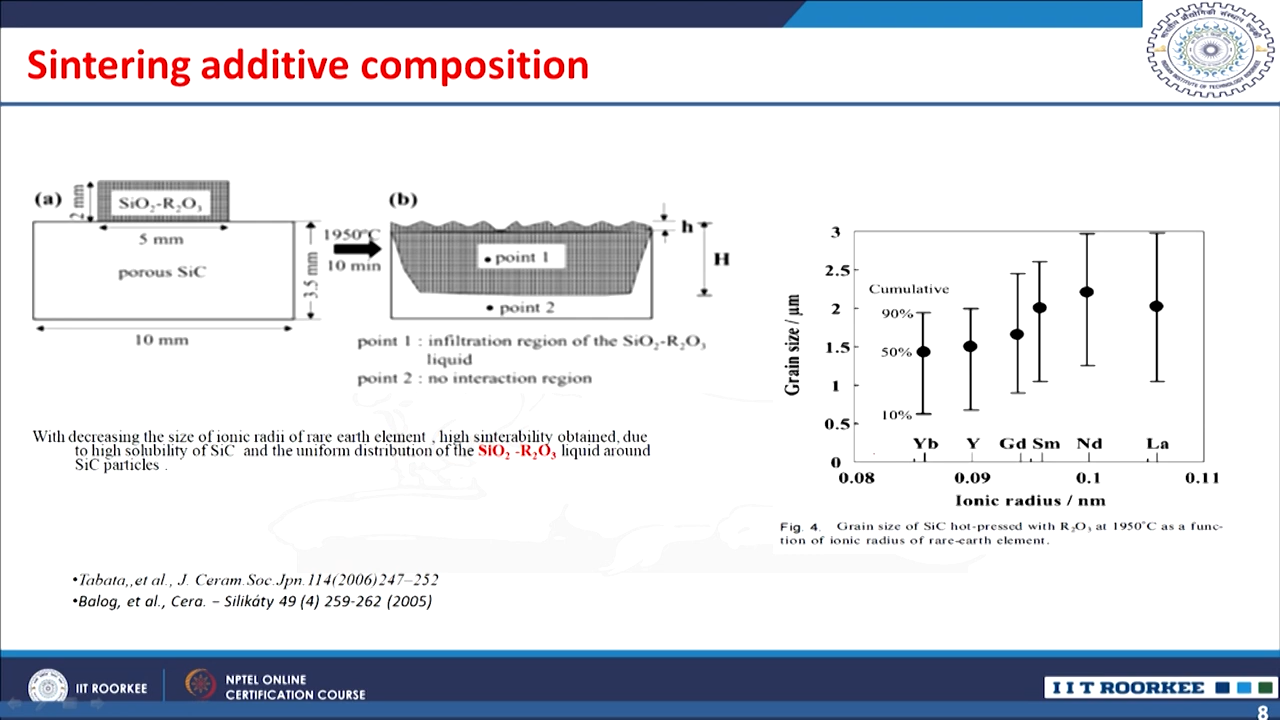 Sintering additive composition
(a)
2 mm
SiO2-R2O3
5 mm
porous SiC
3.5 mm
10 mm
1950°C
10 min
(b)
h
H
• point 1
• point 2
point 1 : infiltration region of the SiO2-R2O3
liquid
point 2 : no interaction region
With decreasing the size of ionic radii of rare earth element , high sinterability obtained, due
to high solubility of SiC and the uniform distribution of the SiO2 -R2O3 liquid around
SiC particles .
•Tabata,,et al., J. Ceram.Soc.Jpn.114(2006)247–252
•Balog, et al., Cera. – Silikáty 49 (4) 259-262 (2005)
Grain size / μm
3
2.5
2
1.5
1
0.5
0
Cumulative
90%
50%
10%
Yb Y Gd Sm Nd La
0.08 0.09 0.1 0.11
Ionic radius / nm
Fig. 4. Grain size of SiC hot-pressed with R2O3 at 1950°C as a func-
tion of ionic radius of rare-earth element.
IIT ROORKEE
NPTEL ONLINE
CERTIFICATION COURSE
IIT ROORKEE
8